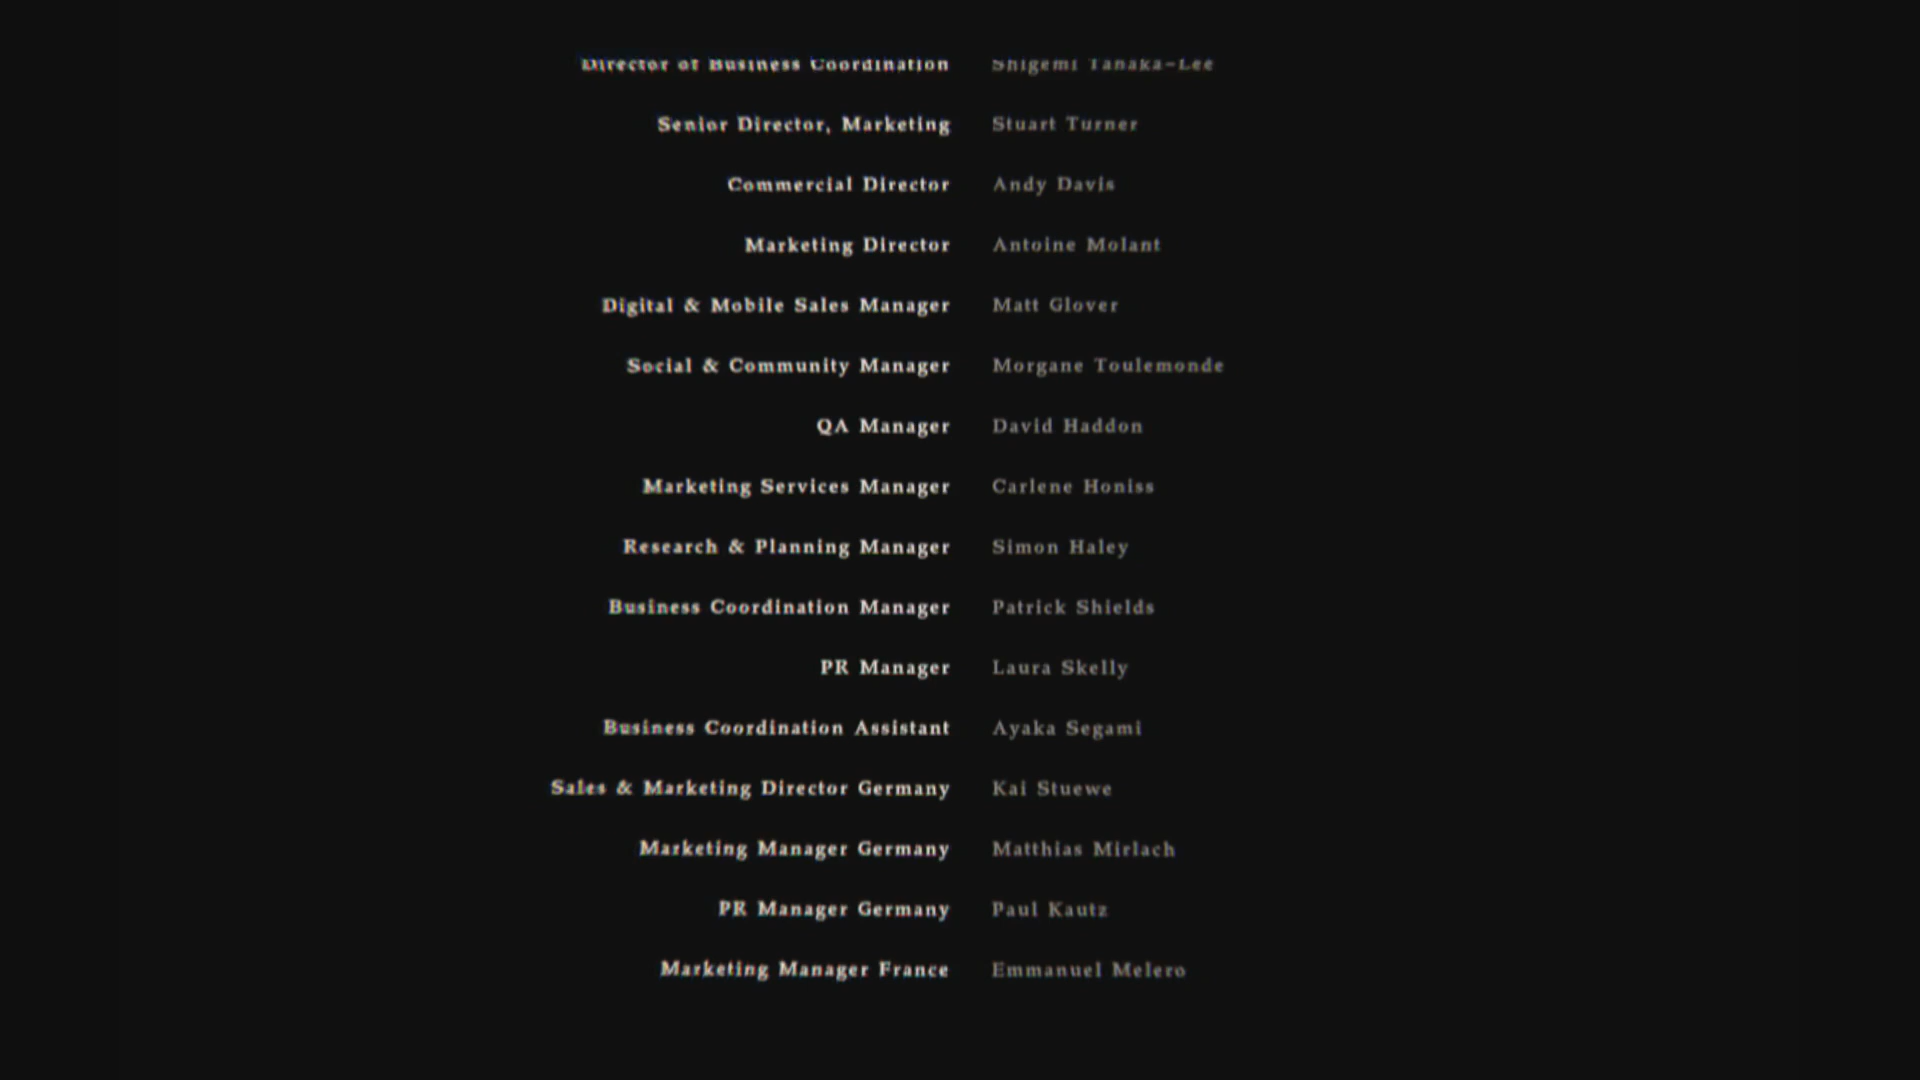 Director of Business Coordination Shigemi Tanaka-Lee
Senior Director, Marketing Stuart Turner
Commercial Director Andy Davis
Marketing Director Antoine Molant
Digital & Mobile Sales Manager Matt Glover
Social & Community Manager Morgane Toulemonde
QA Manager David Haddon
Marketing Services Manager Carlene Honiss
Research & Planning Manager Simon Haley
Business Coordination Manager Patrick Shields
PR Manager Laura Skelly
Business Coordination Assistant Ayaka Segami
Sales & Marketing Director Germany Kai Stuewe
Marketing Manager Germany Matthias Mirlach
PR Manager Germany Paul Kautz
Marketing Manager France Emmanuel Melero